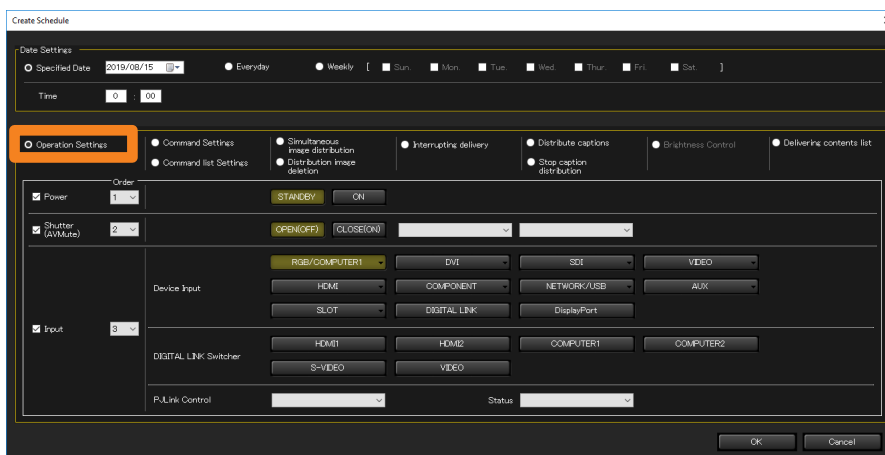 Create Schedule
Date Settings
Specified Date 2019/08/15 Everyday Weekly [ Sun. Mon. Tue. Wed. Thur. Fri. Sat. ]
Time 0 : 00
Operation Settings Command Settings Simultaneous image distribution Interrupting delivery Distribute captions Brightness Control Delivering contents list
Command list Settings Distribution image deletion Stop caption distribution
Order
Power 1 STANDBY ON
Shutter (AVMute) 2 OPEN(OFF) CLOSE(ON)
RGB/COMPUTER1 DVI SDI VIDEO
Device Input HDMI COMPONENT NETWORK/USB AUX
SLOT DIGITAL LINK DisplayPort
Input 3
HDMI1 HDMI2 COMPUTER1 COMPUTER2
DIGITAL LINK Switcher
S-VIDEO VIDEO
PJLink Control Status
OK Cancel